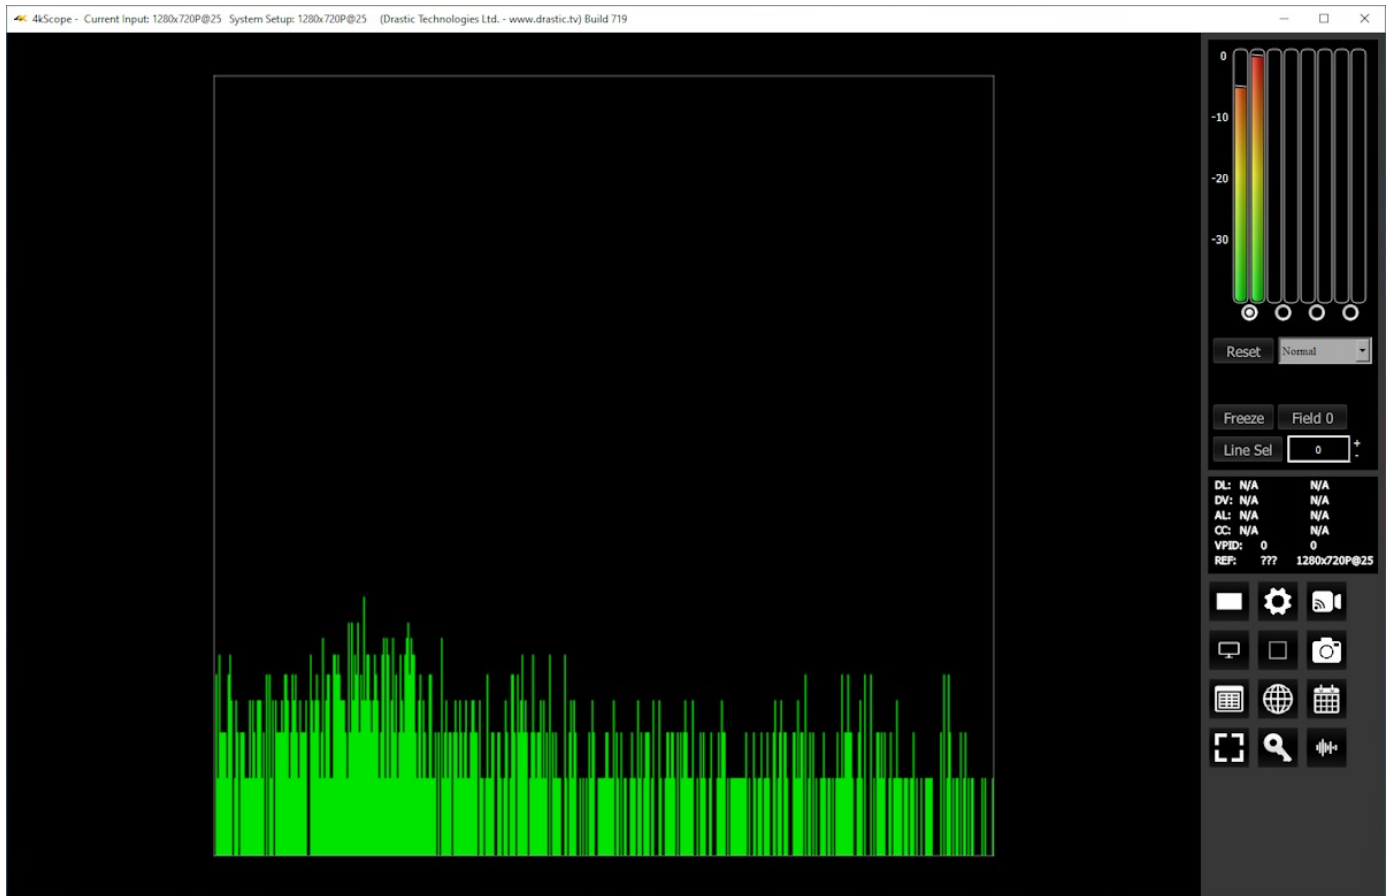 4K 4kScope - Current Input: 1280x720P@25 System Setup: 1280x720P@25 (Drastic Technologies Ltd. - www.drastic.tv) Build 719
0
-10
-20
-30
Reset Normal
Freeze Field 0
Line Sel 0 +
-
DL: N/A N/A
DV: N/A N/A
AL: N/A N/A
CC: N/A N/A
VPID: 0 0
REF: ??? 1280x720P@25